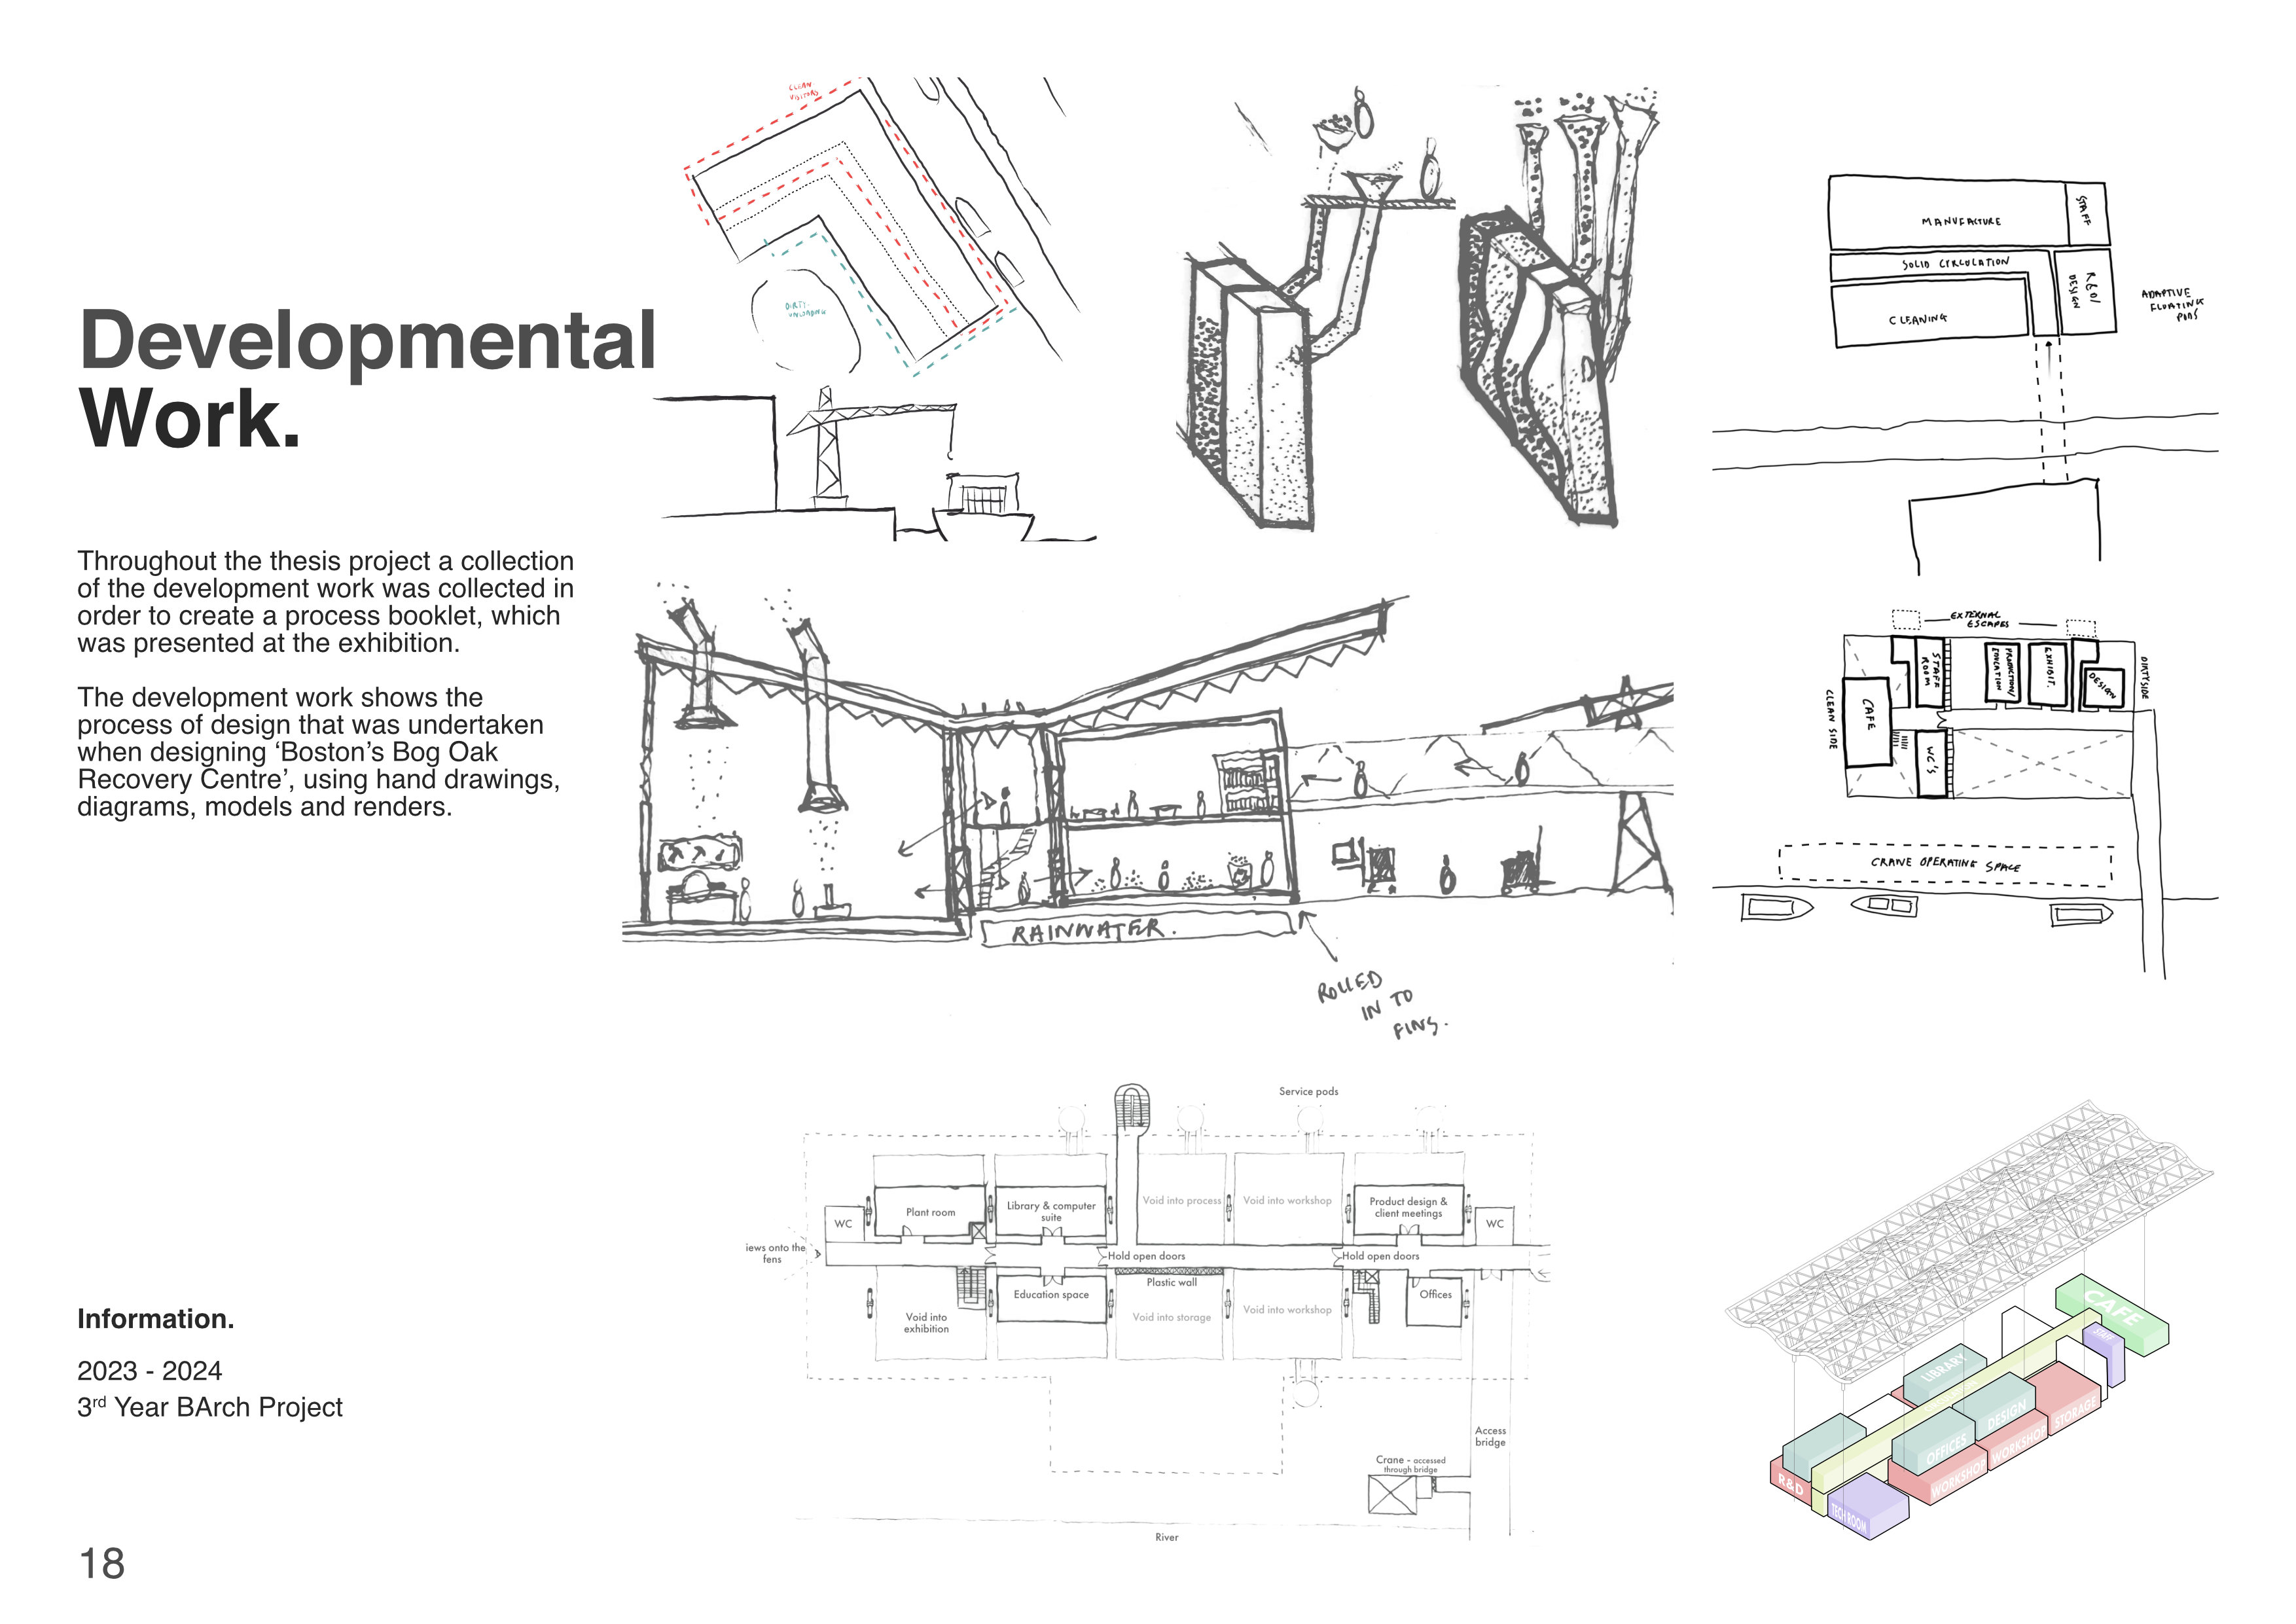 Developmental
Work.
Throughout the thesis project a collection
of the development work was collected in
order to create a process booklet, which
was presented at the exhibition.
The development work shows the
process of design that was undertaken
when designing ‘Boston’s Bog Oak
Recovery Centre’, using hand drawings,
diagrams, models and renders.
Information.
2023 - 2024
3rd Year BArch Project
18
CLEAN
VISITORS
DIRTY
UNLOADING
MANUFACTURE
STAFF
SOLID CIRCULATION
R&D/
DESIGN
CLEANING
ADAPTIVE
FLOATING
PODS
RAINWATER.
ROLLED
IN TO
FINS.
EXTERNAL
ESCAPES
STAFF
ROOM
PRODUCTION/
EDUCATION
EXHIBIT.
DESIGN
DIRTY SIDE
CLEAN SIDE
CAFE
WC'S
CRANE OPERATING SPACE
Service pods
Void into process
Void into workshop
Product design &
client meetings
Library & computer
suite
Plant room
WC
WC
iews onto the
fens
Hold open doors
Hold open doors
Plastic wall
Education space
Offices
Void into
exhibition
Void into storage
Void into workshop
Access
bridge
Crane - accessed
through bridge
River
CAFE
STAFF
LIBRARY
DESIGN
STORAGE
OFFICES
WORKSHOP
WORKSHOP
R&D
TECH ROOM